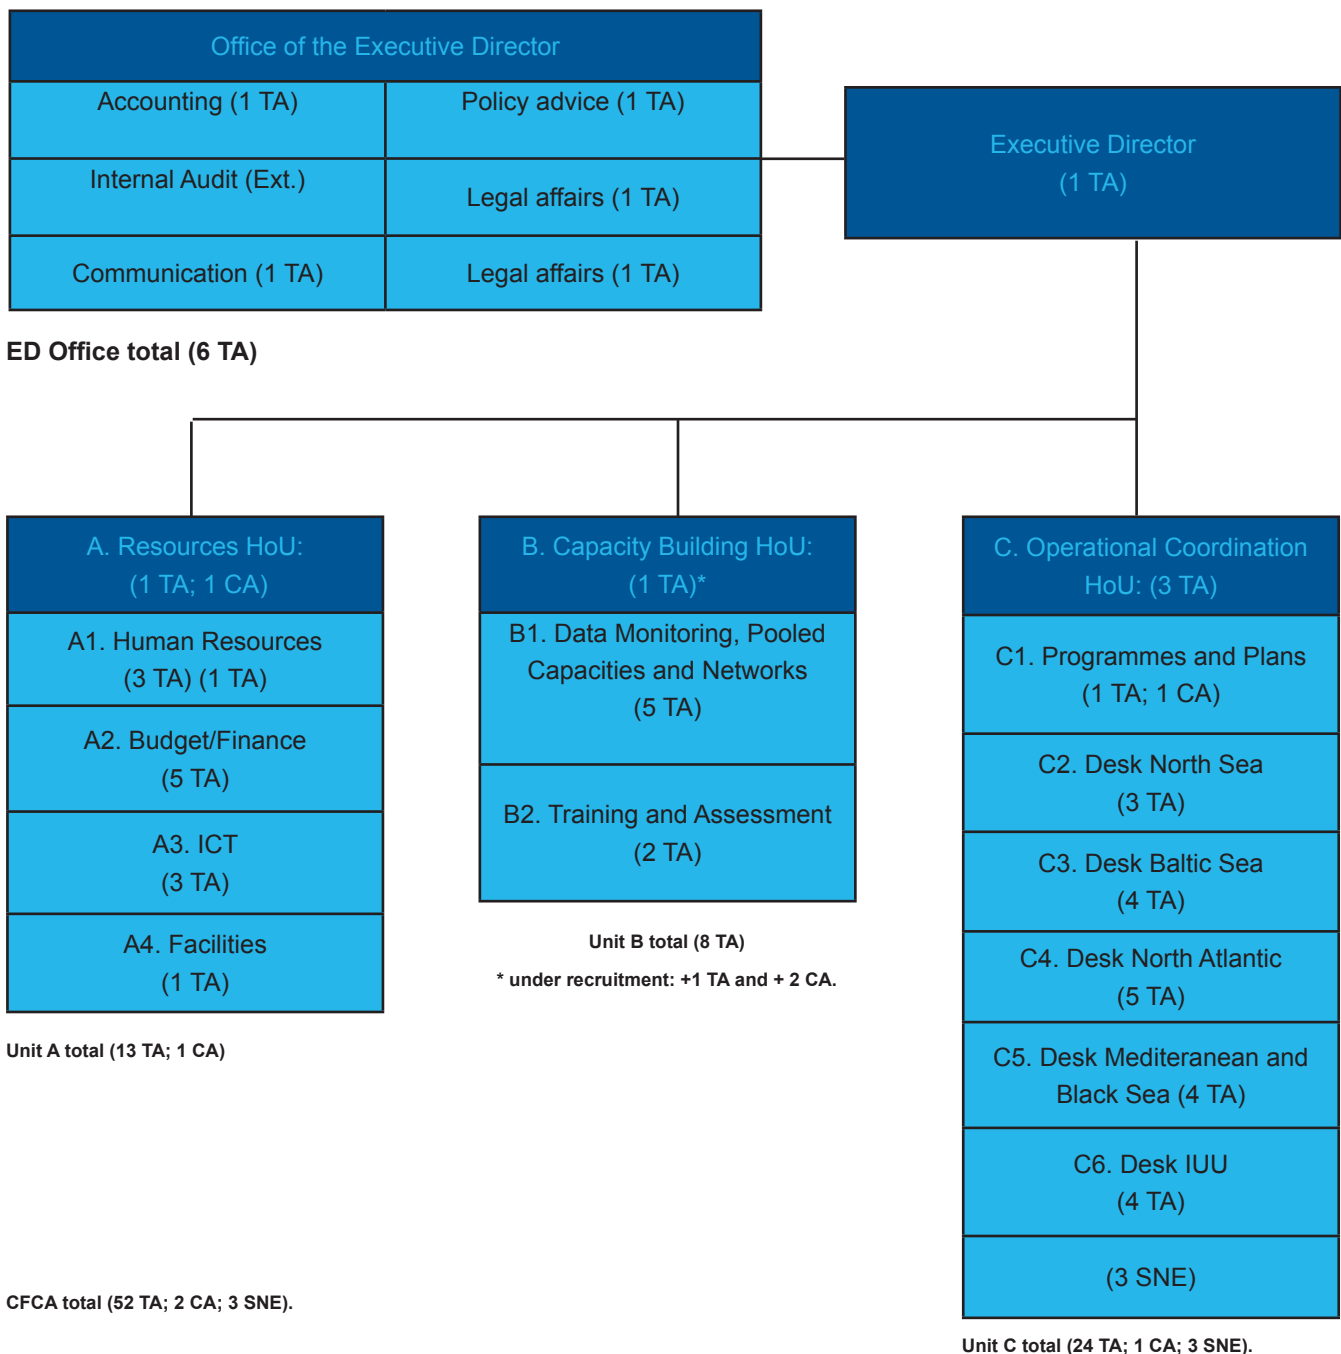 Office of the Executive Director
Accounting (1 TA)
Policy advice (1 TA)
Internal Audit (Ext.)
Legal affairs (1 TA)
Communication (1 TA)
Legal affairs (1 TA)
Executive Director
(1 TA)
ED Office total (6 TA)
A. Resources HoU:
(1 TA; 1 CA)
A1. Human Resources
(3 TA) (1 TA)
A2. Budget/Finance
(5 TA)
A3. ICT
(3 TA)
A4. Facilities
(1 TA)
Unit A total (13 TA; 1 CA)
B. Capacity Building HoU:
(1 TA)*
B1. Data Monitoring, Pooled
Capacities and Networks
(5 TA)
B2. Training and Assessment
(2 TA)
Unit B total (8 TA)
* under recruitment: +1 TA and + 2 CA.
C. Operational Coordination
HoU: (3 TA)
C1. Programmes and Plans
(1 TA; 1 CA)
C2. Desk North Sea
(3 TA)
C3. Desk Baltic Sea
(4 TA)
C4. Desk North Atlantic
(5 TA)
C5. Desk Mediteranean and
Black Sea (4 TA)
C6. Desk IUU
(4 TA)
(3 SNE)
Unit C total (24 TA; 1 CA; 3 SNE).
CFCA total (52 TA; 2 CA; 3 SNE).